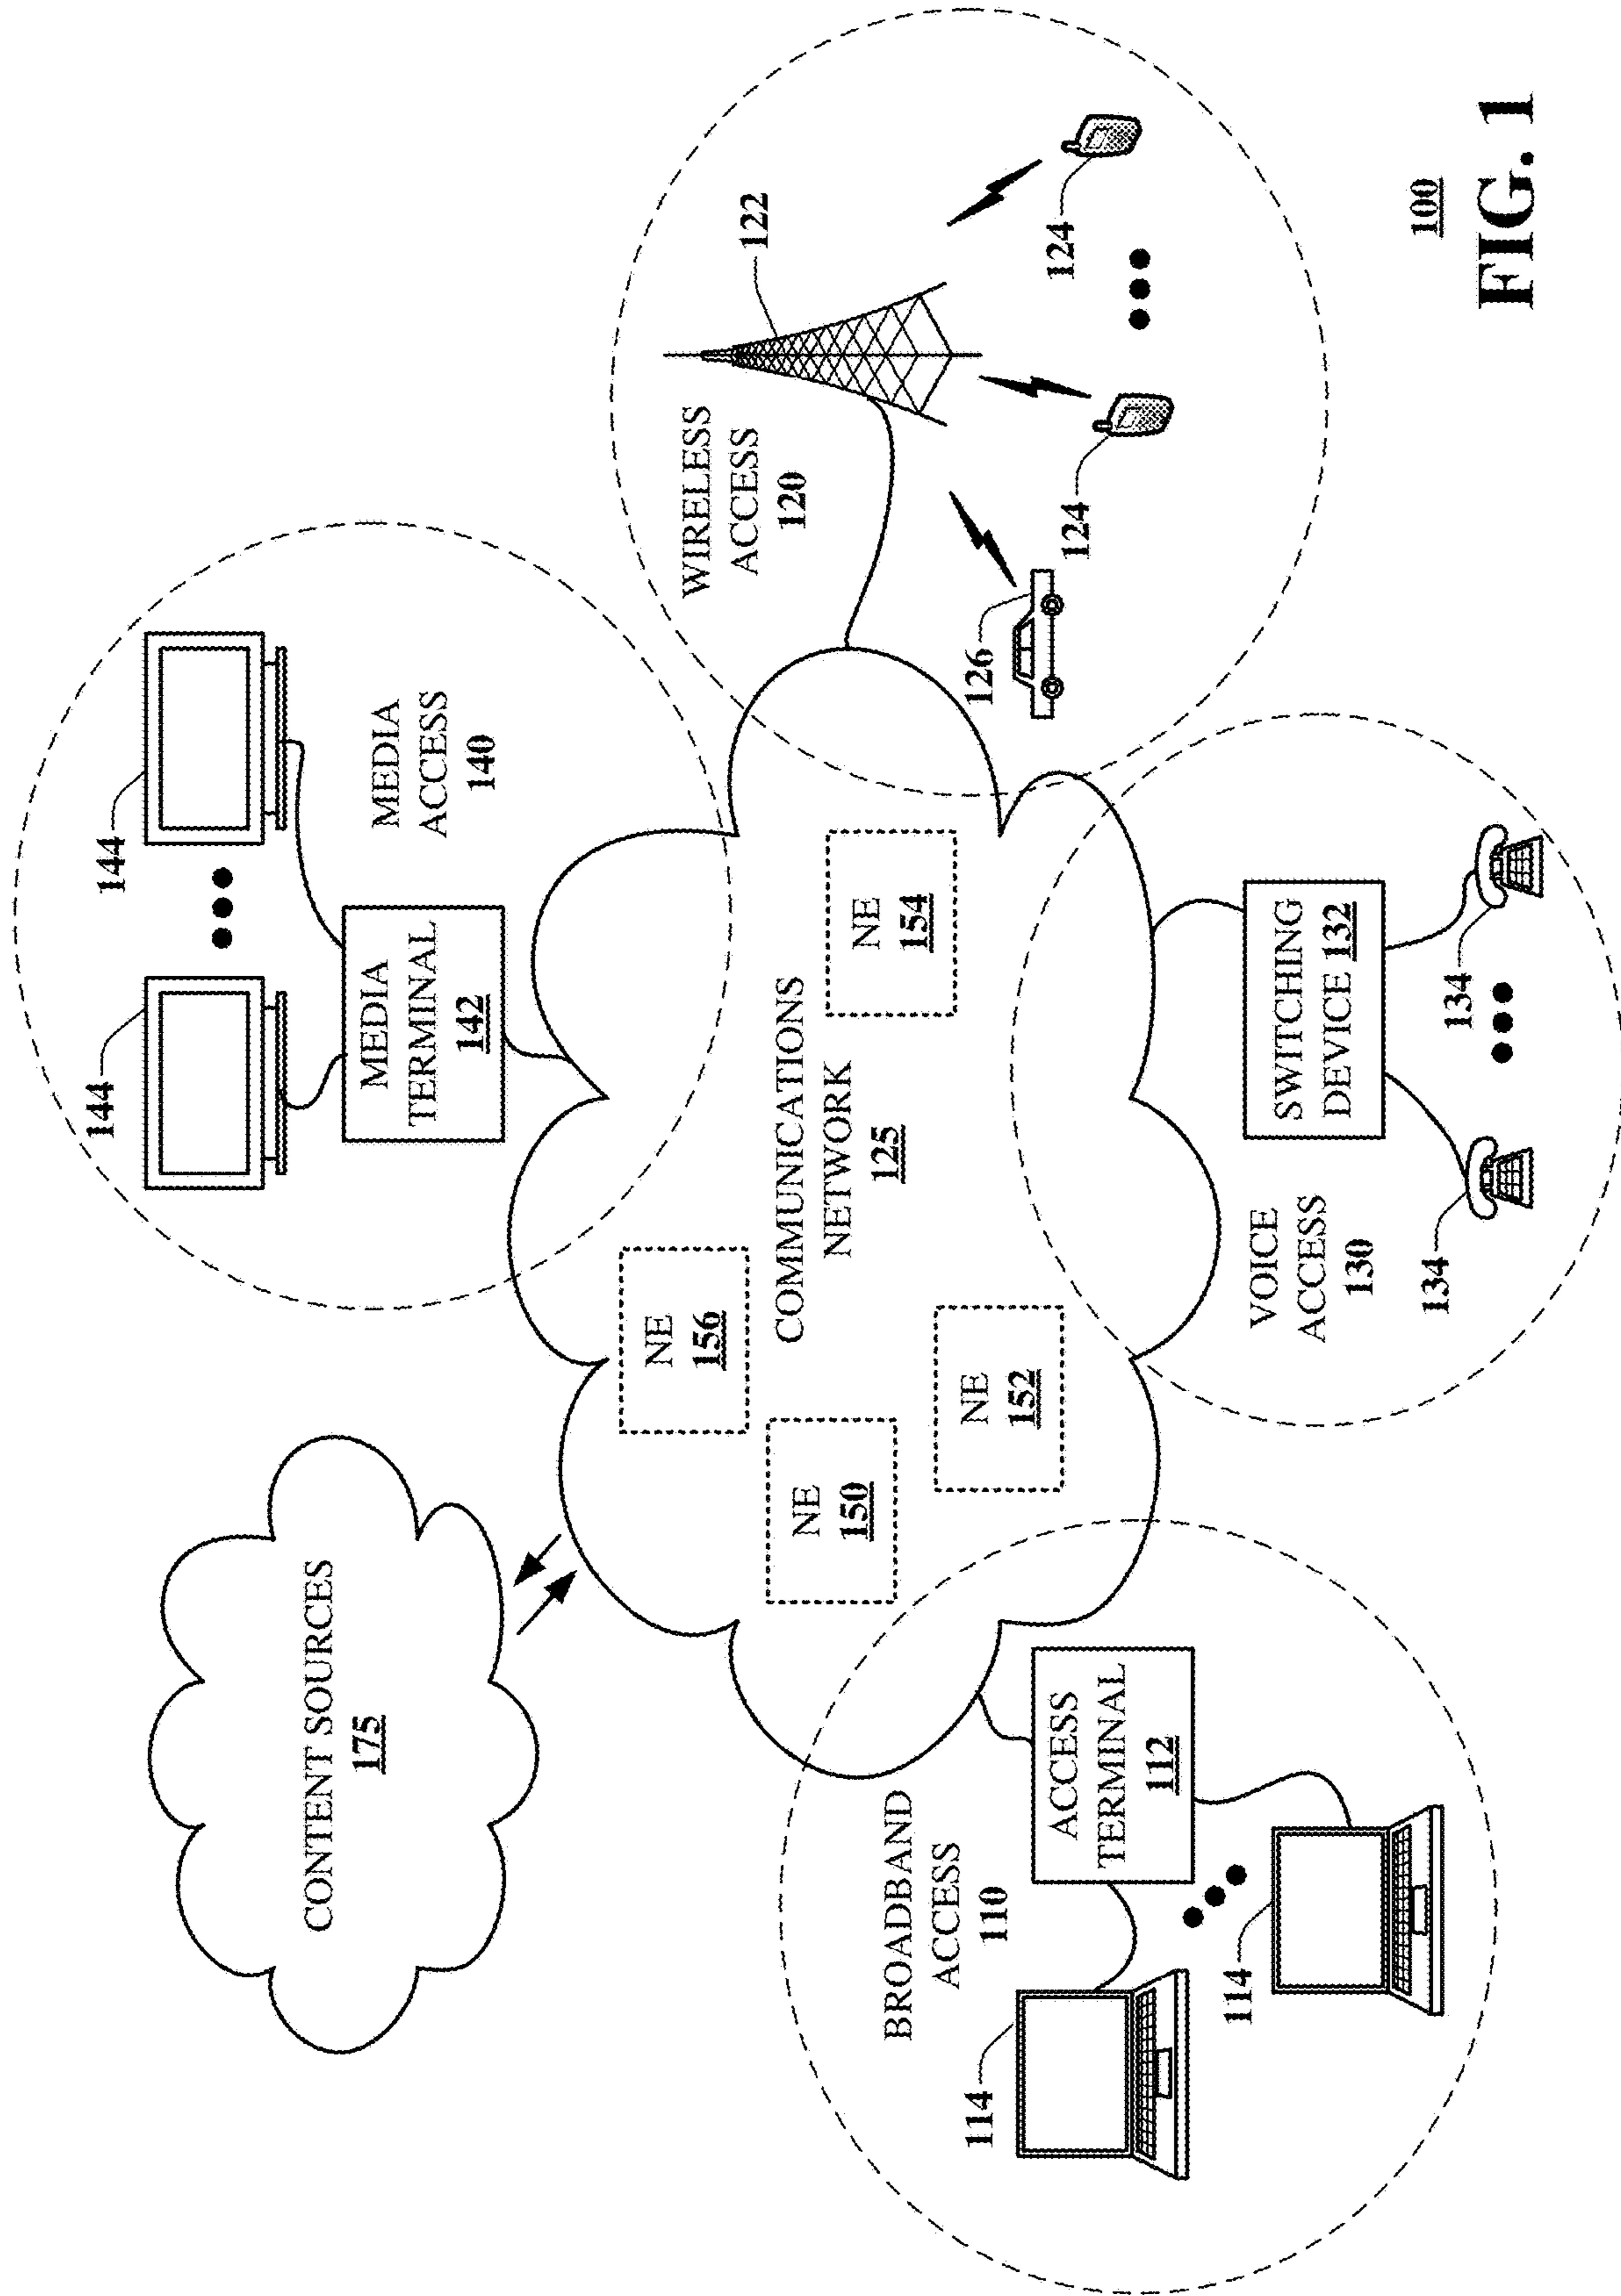 CONTENT SOURCES
175
144
144
MEDIA
TERMINAL
142
MEDIA
ACCESS
140
NE
156
NE
150
NE
152
COMMUNICATIONS
NETWORK
125
NE
154
WIRELESS
ACCESS
120
122
126
124
124
BROADBAND
ACCESS
110
ACCESS
TERMINAL
112
114
114
VOICE
ACCESS
130
SWITCHING
DEVICE 132
134
134
100
FIG. 1